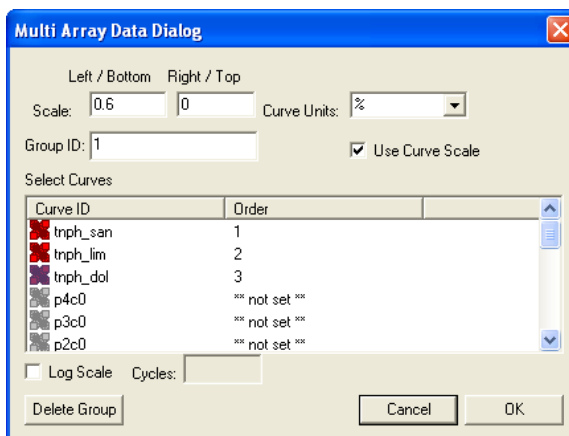 Multi Array Data Dialog
Left / Bottom Right / Top
Scale: 0.6 0 Curve Units: %
Group ID: 1 Use Curve Scale
Select Curves
Curve ID Order
tnph_san 1
tnph_lim 2
tnph_dol 3
p4c0 ** not set **
p3c0 ** not set **
p2c0 ** not set **
Log Scale Cycles:
Delete Group Cancel OK